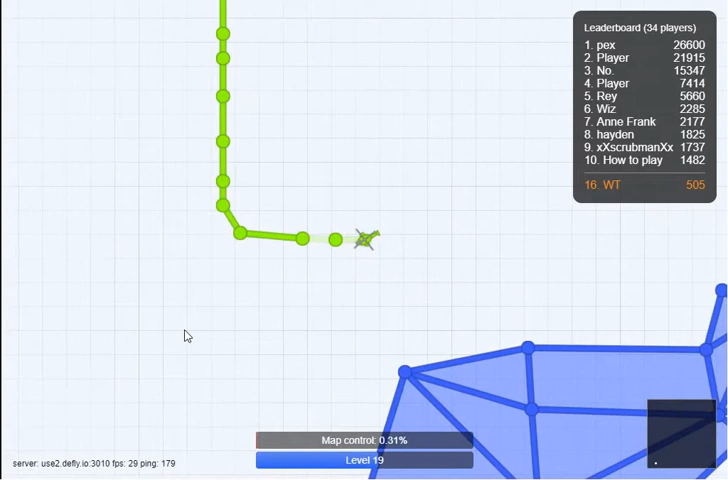 Leaderboard (34 players)
1. pex 26600
2. Player 21915
3. No. 15347
4. Player 7414
5. Rey 5660
6. Wiz 2285
7. Anne Frank 2177
8. hayden 1825
9. xXscrubmanXx 1737
10. How to play 1482
16. WT 505
Map control: 0.31%
Level 19
server: use2.defly.io:3010 fps: 29 ping: 179